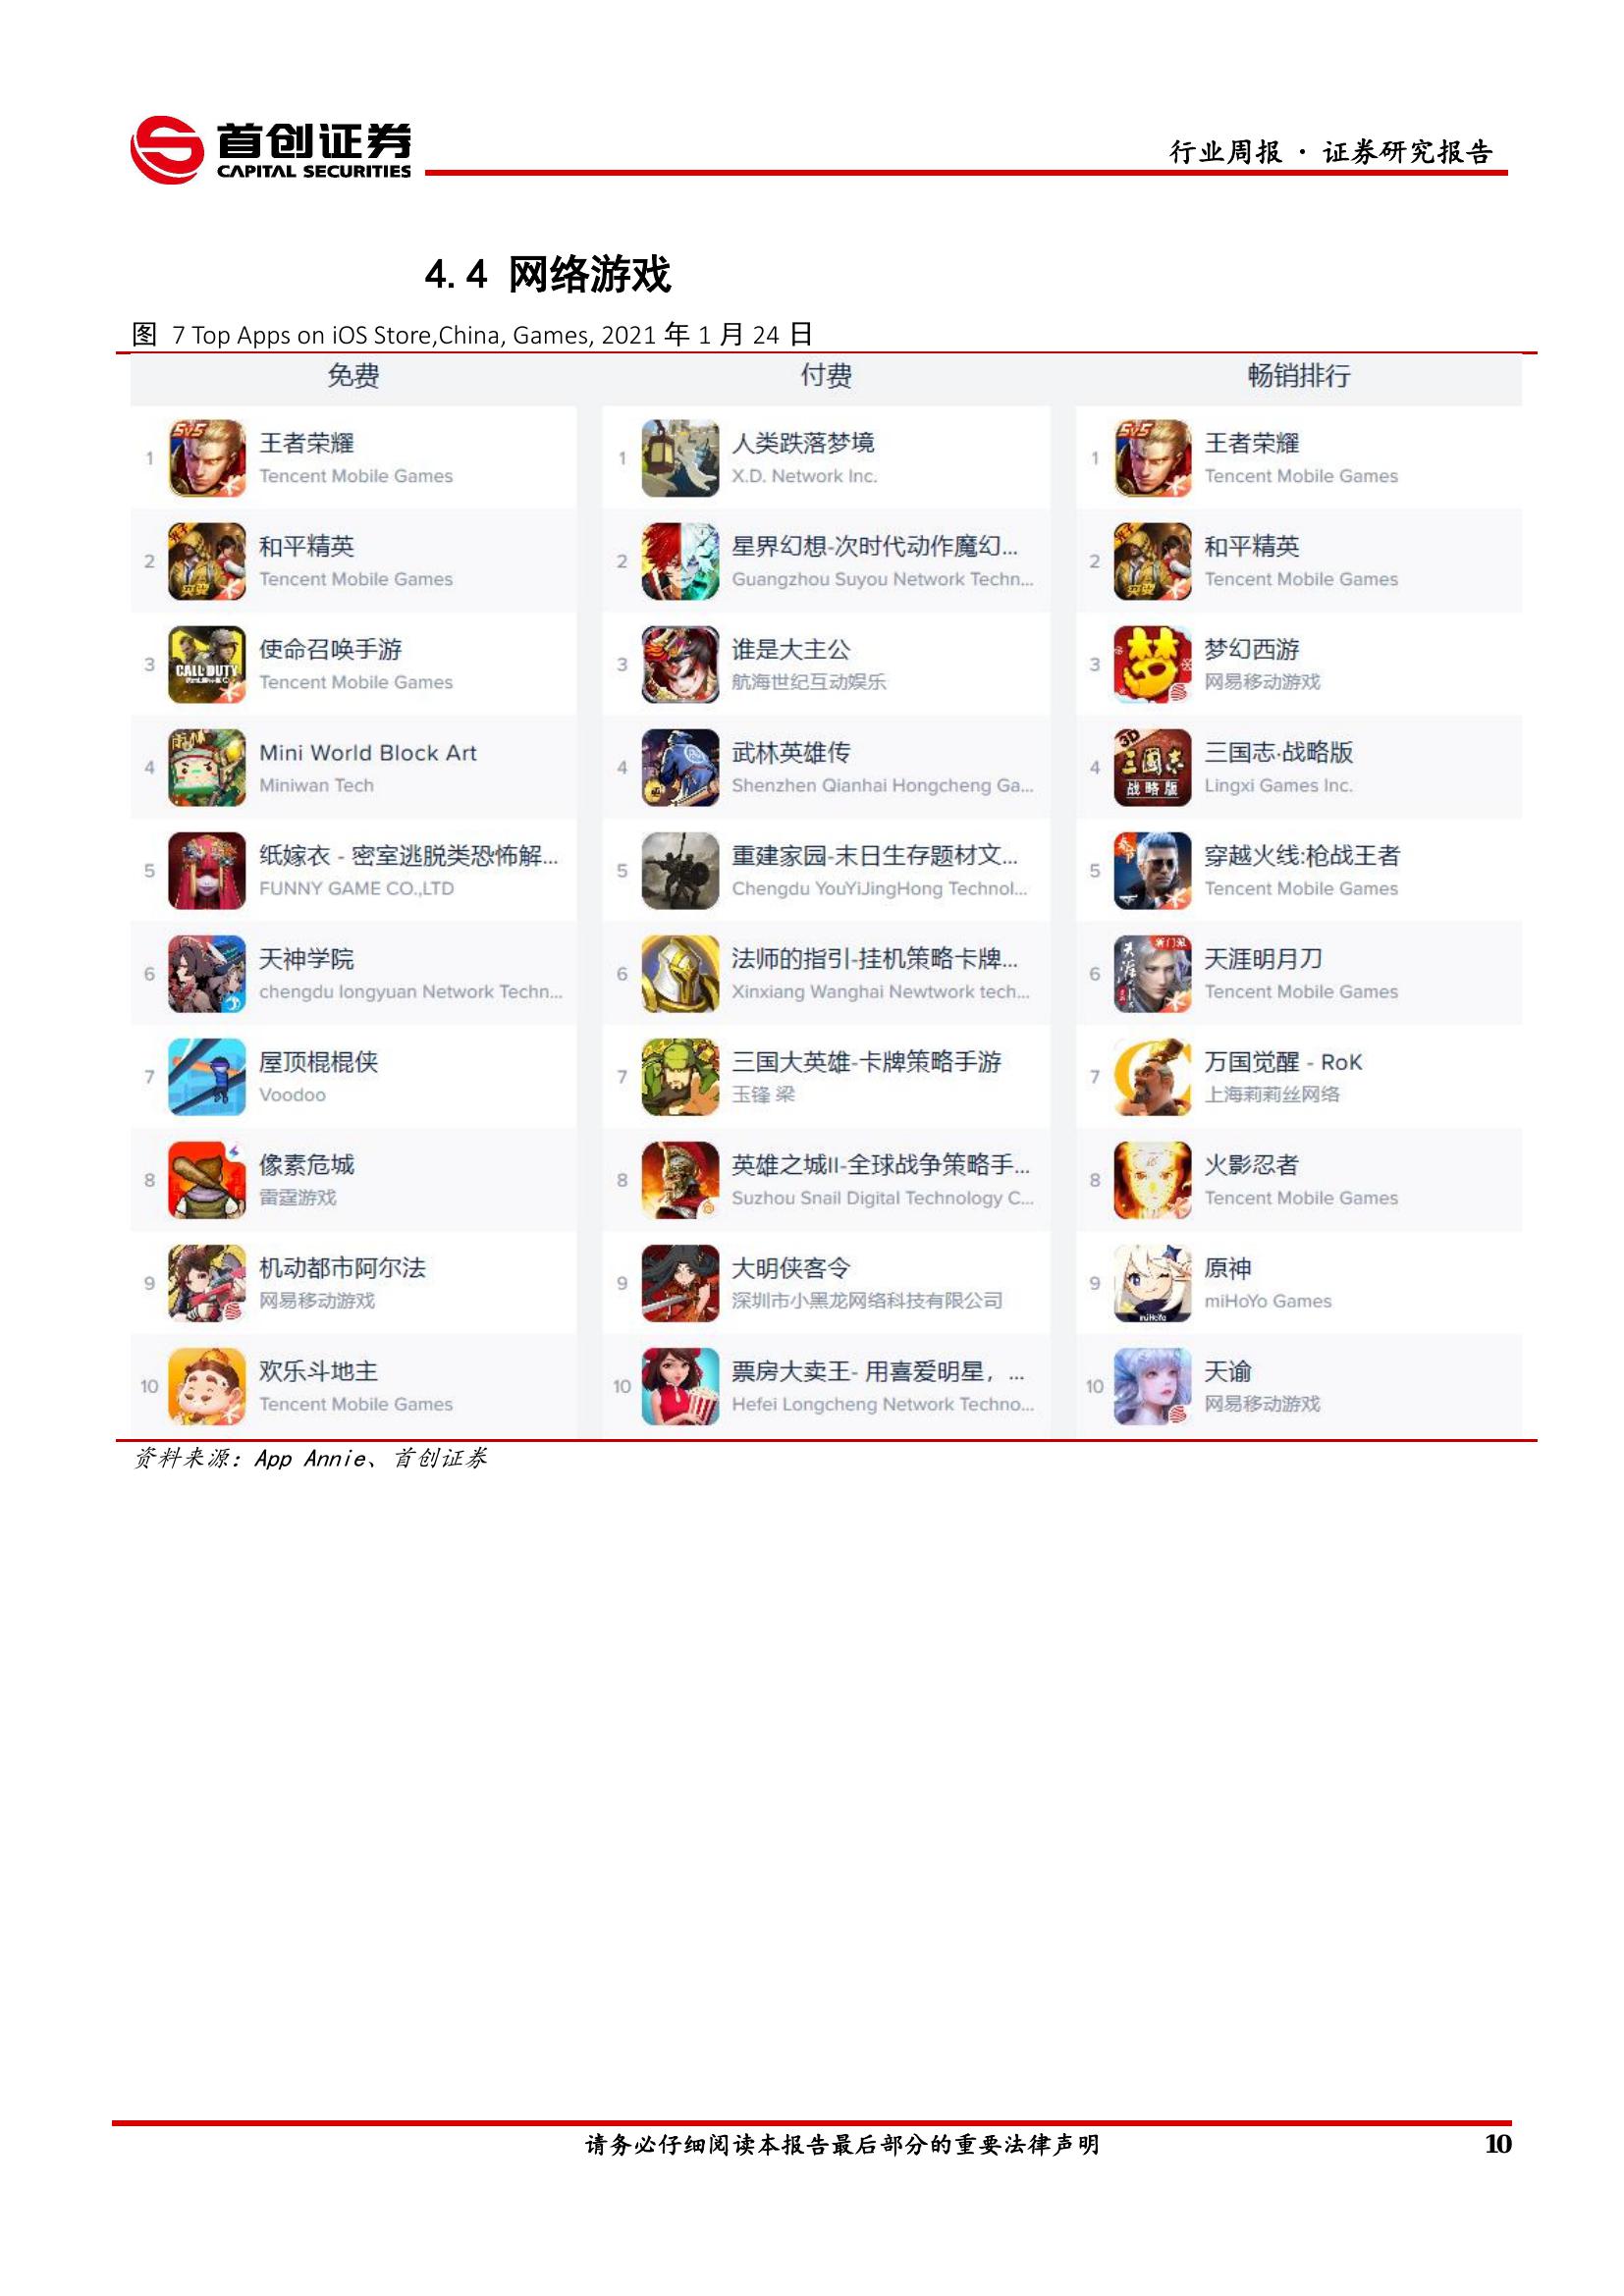 首创证券
CAPITAL SECURITIES
行业周报 · 证券研究报告
4.4 网络游戏
图 7 Top Apps on iOS Store,China, Games, 2021 年 1 月 24 日
免费
1
王者荣耀
Tencent Mobile Games
2
和平精英
Tencent Mobile Games
3
使命召唤手游
Tencent Mobile Games
4
Mini World Block Art
Miniwan Tech
5
纸嫁衣 - 密室逃脱类恐怖解...
FUNNY GAME CO.,LTD
6
天神学院
chengdu longyuan Network Techn...
7
屋顶棍棍侠
Voodoo
8
像素危城
雷霆游戏
9
机动都市阿尔法
网易移动游戏
10
欢乐斗地主
Tencent Mobile Games
付费
1
人类跌落梦境
X.D. Network Inc.
2
星界幻想-次时代动作魔幻...
Guangzhou Suyou Network Techn...
3
谁是大主公
航海世纪互动娱乐
4
武林英雄传
Shenzhen Qianhai Hongcheng Ga...
5
重建家园-末日生存题材文...
Chengdu YouYiJingHong Technol...
6
法师的指引-挂机策略卡牌...
Xinxiang Wanghai Newtwork tech...
7
三国大英雄-卡牌策略手游
玉锋 梁
8
英雄之城II-全球战争策略手...
Suzhou Snail Digital Technology C...
9
大明侠客令
深圳市小黑龙网络科技有限公司
10
票房大卖王- 用喜爱明星，...
Hefei Longcheng Network Techno...
畅销排行
1
王者荣耀
Tencent Mobile Games
2
和平精英
Tencent Mobile Games
3
梦幻西游
网易移动游戏
4
三国志·战略版
Lingxi Games Inc.
5
穿越火线:枪战王者
Tencent Mobile Games
6
天涯明月刀
Tencent Mobile Games
7
万国觉醒 - RoK
上海莉莉丝网络
8
火影忍者
Tencent Mobile Games
9
原神
miHoYo Games
10
天谕
网易移动游戏
资料来源：App Annie、首创证券
请务必仔细阅读本报告最后部分的重要法律声明
10